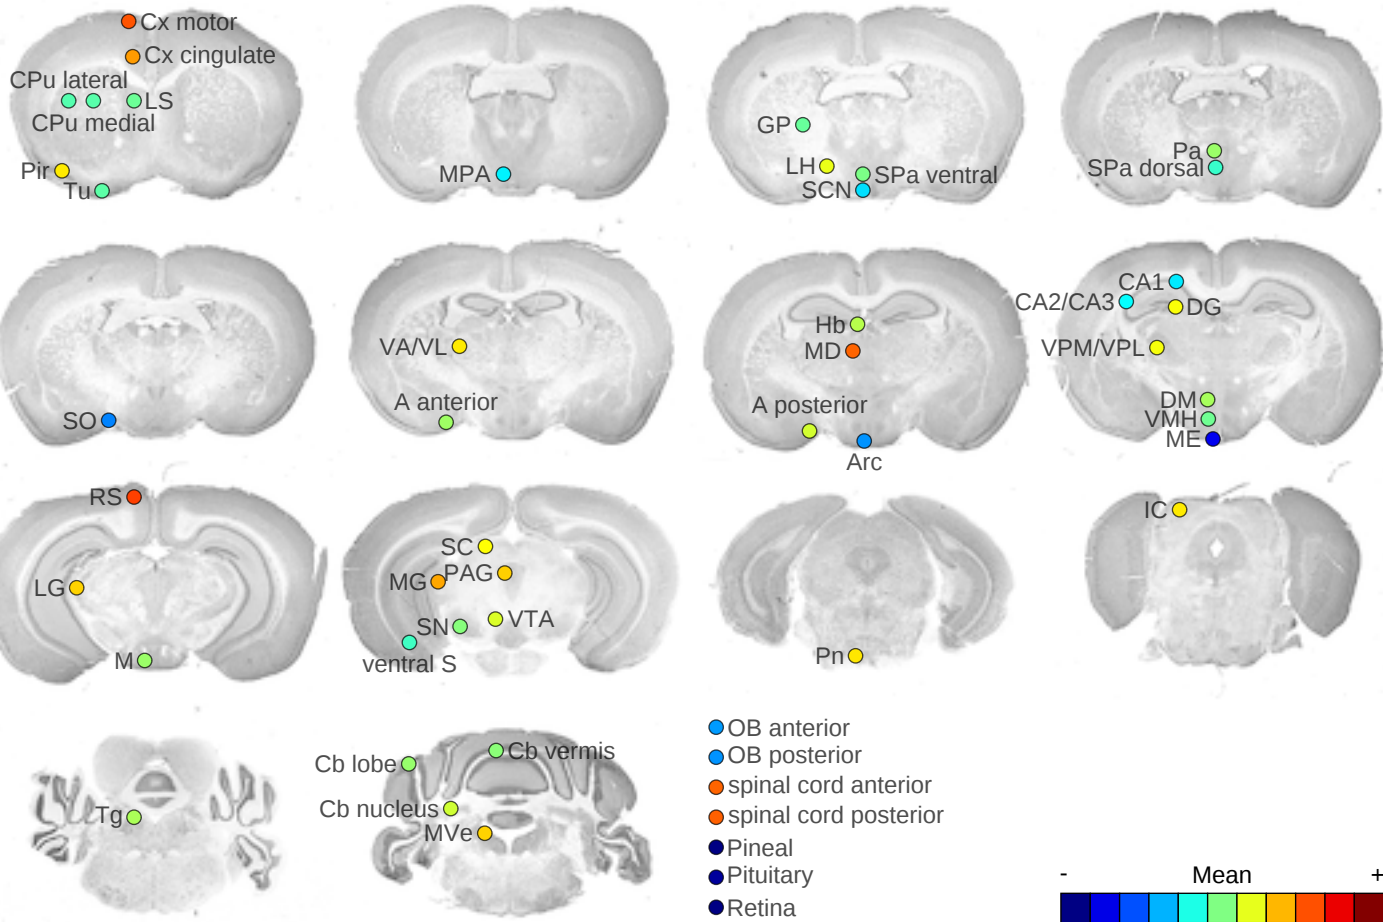 Cx motor
Cx cingulate
CPu lateral
LS
CPu medial
Pir
Tu
MPA
GP
LH
SPa ventral
SCN
Pa
SPa dorsal
SO
VA/VL
A anterior
Hb
MD
A posterior
Arc
CA1
CA2/CA3
DG
VPM/VPL
DM
VMH
ME
RS
LG
M
SC
MG
PAG
SN
VTA
ventral S
Pn
IC
Tg
Cb lobe
Cb vermis
Cb nucleus
MVe
OB anterior
OB posterior
spinal cord anterior
spinal cord posterior
Pineal
Pituitary
Retina
- Mean +